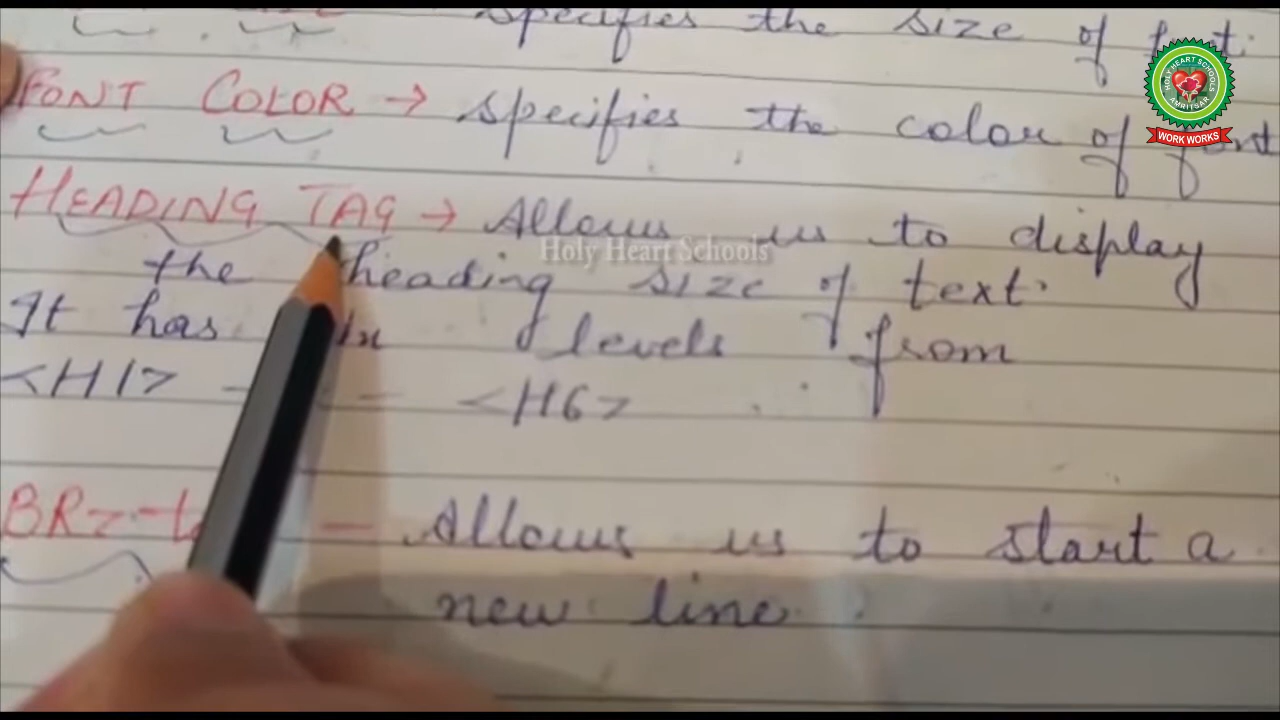 specifies the size of font.
FONT COLOR → specifies the color of font
HEADING TAG → Allows us to display
the heading size of text.
It has levels from
<H1> - - - <H6>
BR> - Allows us to start a
new line.
Holy Heart Schools
HOLY HEART SCHOOLS
AMRITSAR
WORK WORKS